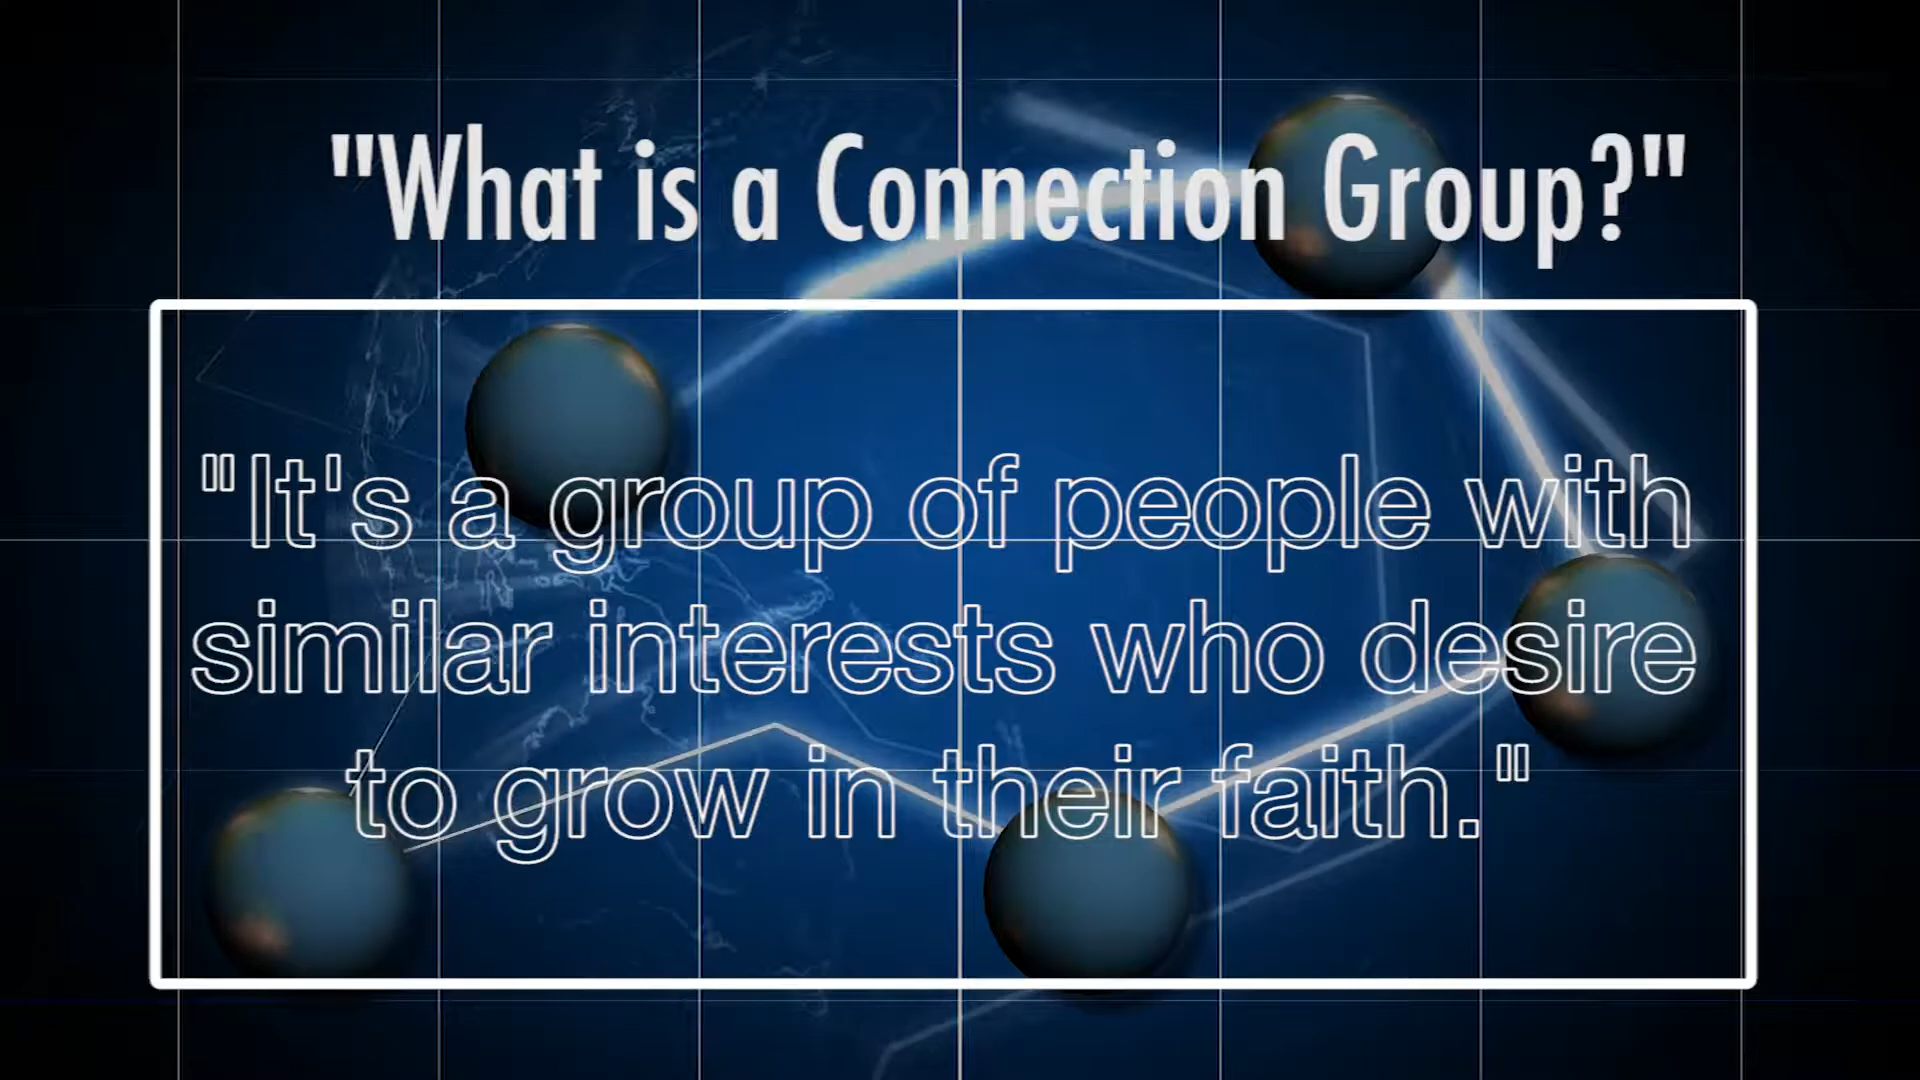 "What is a Connection Group?"
"It's a group of people with
similar interests who desire
to grow in their faith."